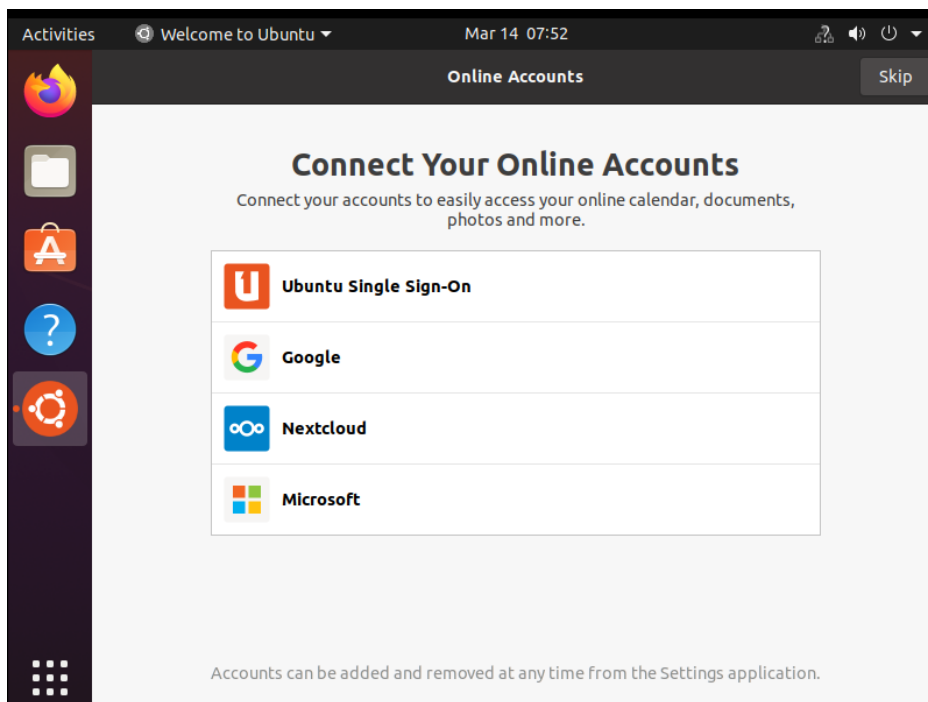 Activities
Welcome to Ubuntu
Mar 14 07:52
Online Accounts
Skip
Connect Your Online Accounts
Connect your accounts to easily access your online calendar, documents,
photos and more.
Ubuntu Single Sign-On
Google
Nextcloud
Microsoft
Accounts can be added and removed at any time from the Settings application.